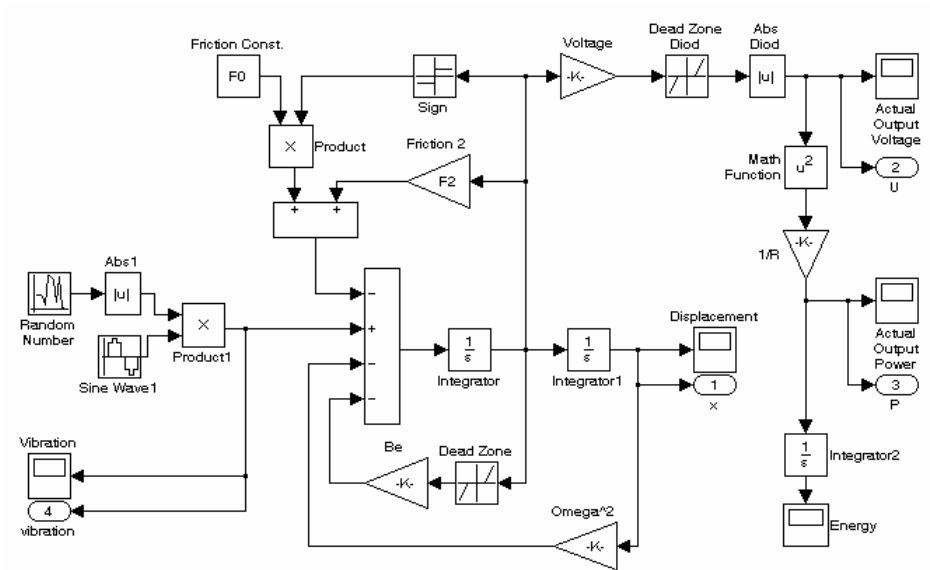 Friction Const.
F0
Sign
Voltage
-K-
Dead Zone
Diod
Abs
Diod
|u|
Actual
Output
Voltage
Product
×
Friction 2
F2
Math
Function
u²
2
U
+ +
1/R
-K-
Abs1
|u|
Random
Number
Sine Wave1
×
Product1
−
+
−
−
1
s
Integrator
1
s
Integrator1
Displacement
1
x
Actual
Output
Power
3
P
Vibration
4
vibration
Be
-K-
Dead Zone
Omega^2
-K-
1
s
Integrator2
Energy